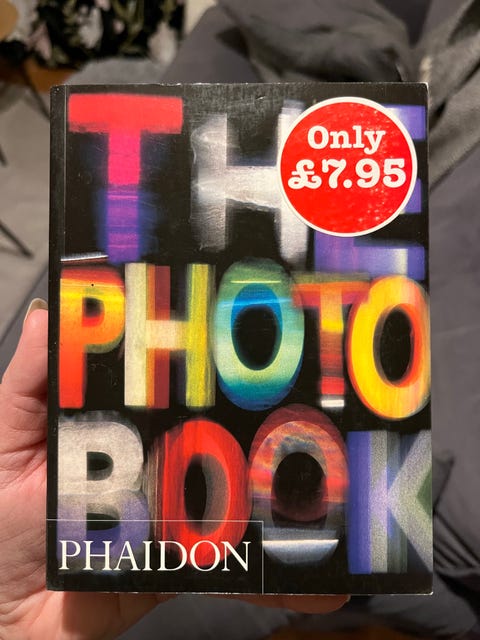 THE
Only
£7.95
PHOTO
BOOK
PHAIDON